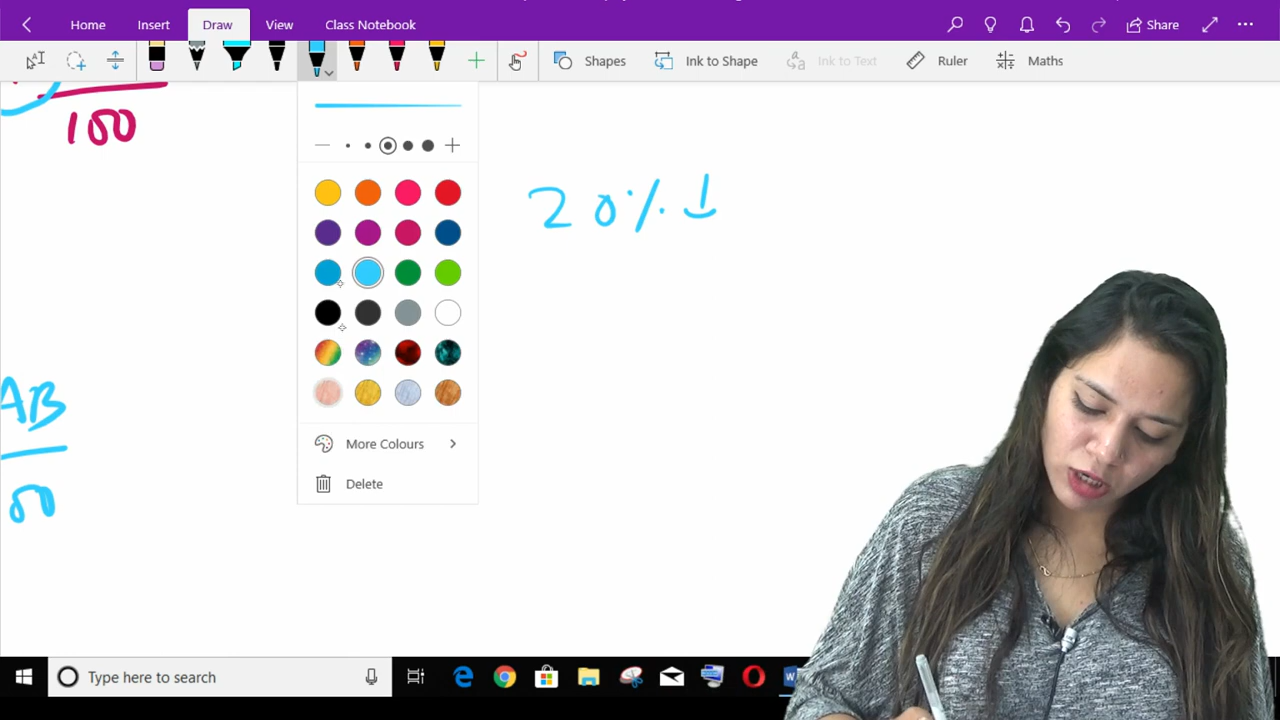 Home Insert Draw View Class Notebook Share
Shapes Ink to Shape Ink to Text Ruler Maths
100
20% ↓
AB
00
More Colours
Delete
Type here to search